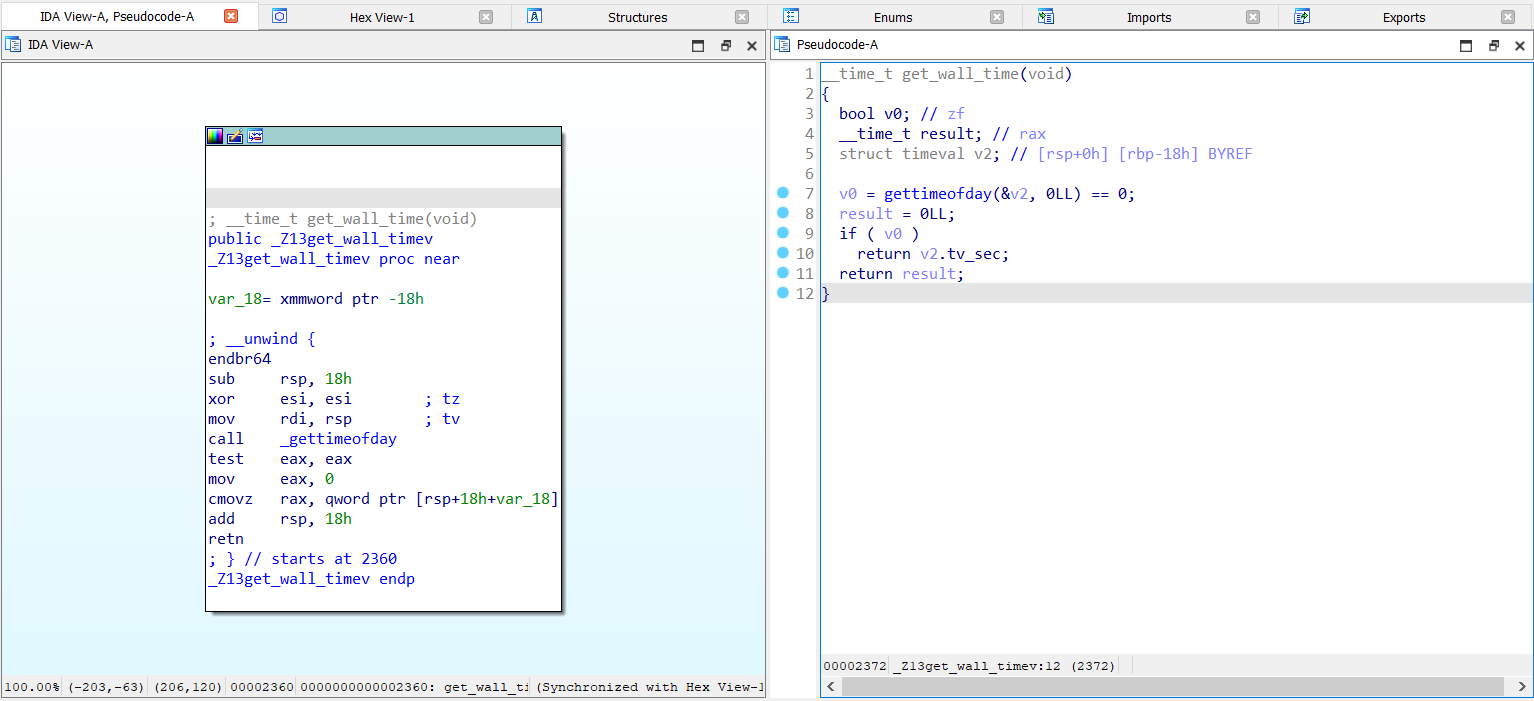 IDA View-A, Pseudocode-A
Hex View-1
Structures
Enums
Imports
Exports
IDA View-A
; __time_t get_wall_time(void)
public _Z13get_wall_timev
_Z13get_wall_timev proc near
var_18= xmmword ptr -18h
; __unwind {
endbr64
sub     rsp, 18h
xor     esi, esi        ; tz
mov     rdi, rsp        ; tv
call    _gettimeofday
test    eax, eax
mov     eax, 0
cmovz   rax, qword ptr [rsp+18h+var_18]
add     rsp, 18h
retn
; } // starts at 2360
_Z13get_wall_timev endp
100.00% (-203,-63) (206,120) 00002360 0000000000002360: get_wall_ti (Synchronized with Hex View-1
Pseudocode-A
1 __time_t get_wall_time(void)
2 {
3   bool v0; // zf
4   __time_t result; // rax
5   struct timeval v2; // [rsp+0h] [rbp-18h] BYREF
6
7   v0 = gettimeofday(&v2, 0LL) == 0;
8   result = 0LL;
9   if ( v0 )
10     return v2.tv_sec;
11   return result;
12 }
00002372 _Z13get_wall_timev:12 (2372)